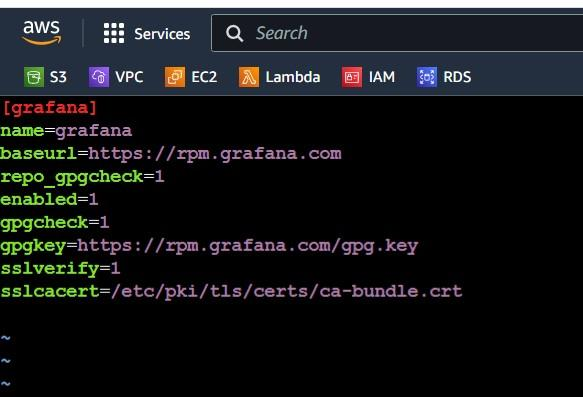 aws
Services
Search
S3
VPC
EC2
Lambda
IAM
RDS
[grafana]
name=grafana
baseurl=https://rpm.grafana.com
repo_gpgcheck=1
enabled=1
gpgcheck=1
gpgkey=https://rpm.grafana.com/gpg.key
sslverify=1
sslcacert=/etc/pki/tls/certs/ca-bundle.crt
~
~
~